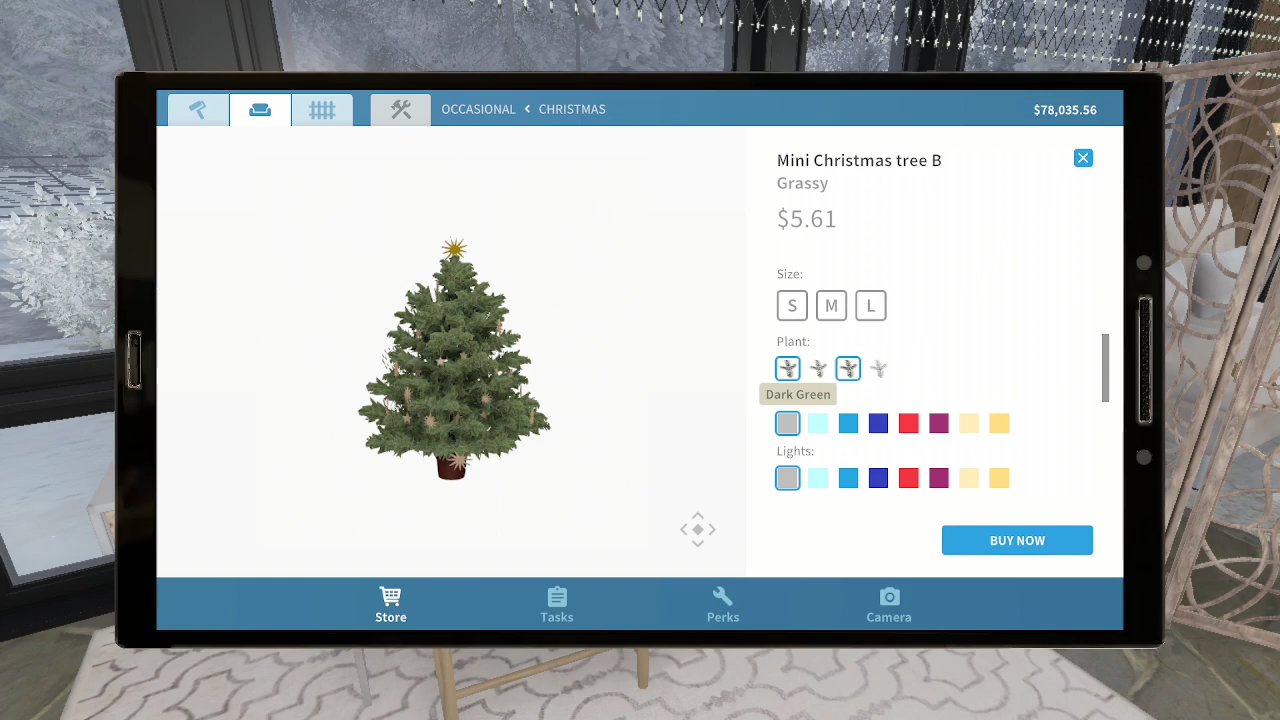 OCCASIONAL < CHRISTMAS
$78,035.56
Mini Christmas tree B
Grassy
$5.61
Size:
S M L
Plant:
Dark Green
Lights:
BUY NOW
Store Tasks Perks Camera